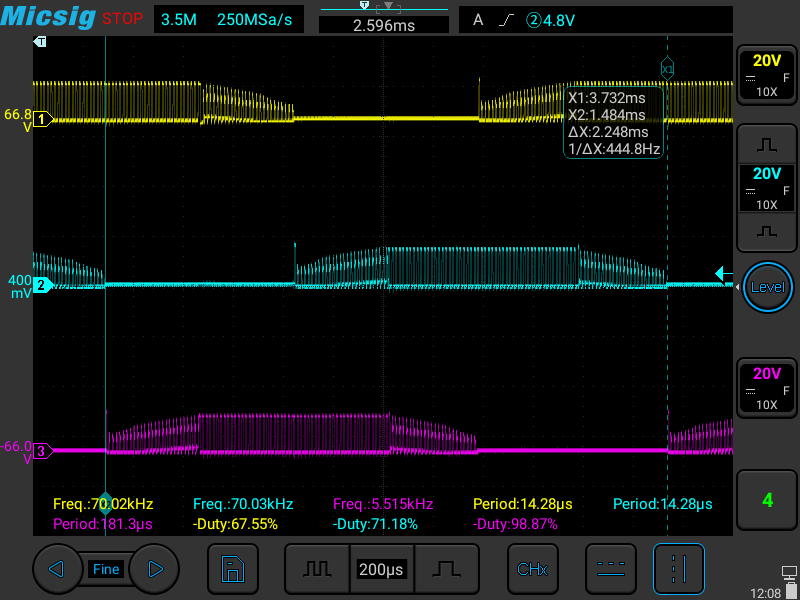 Micsig STOP 3.5M 250MSa/s T 2.596ms A ②4.8V
T
X1
20V
F
10X
66.8
V
1
X1:3.732ms
X2:1.484ms
ΔX:2.248ms
1/ΔX:444.8Hz
20V
F
10X
400
mV
2
Level
20V
F
10X
-66.0
V
3
Freq.:70.02kHz Freq.:70.03kHz Freq.:5.515kHz Period:14.28μs Period:14.28μs
Period:181.3μs -Duty:67.55% -Duty:71.18% -Duty:98.87%
4
Fine 200μs CHx
12:08